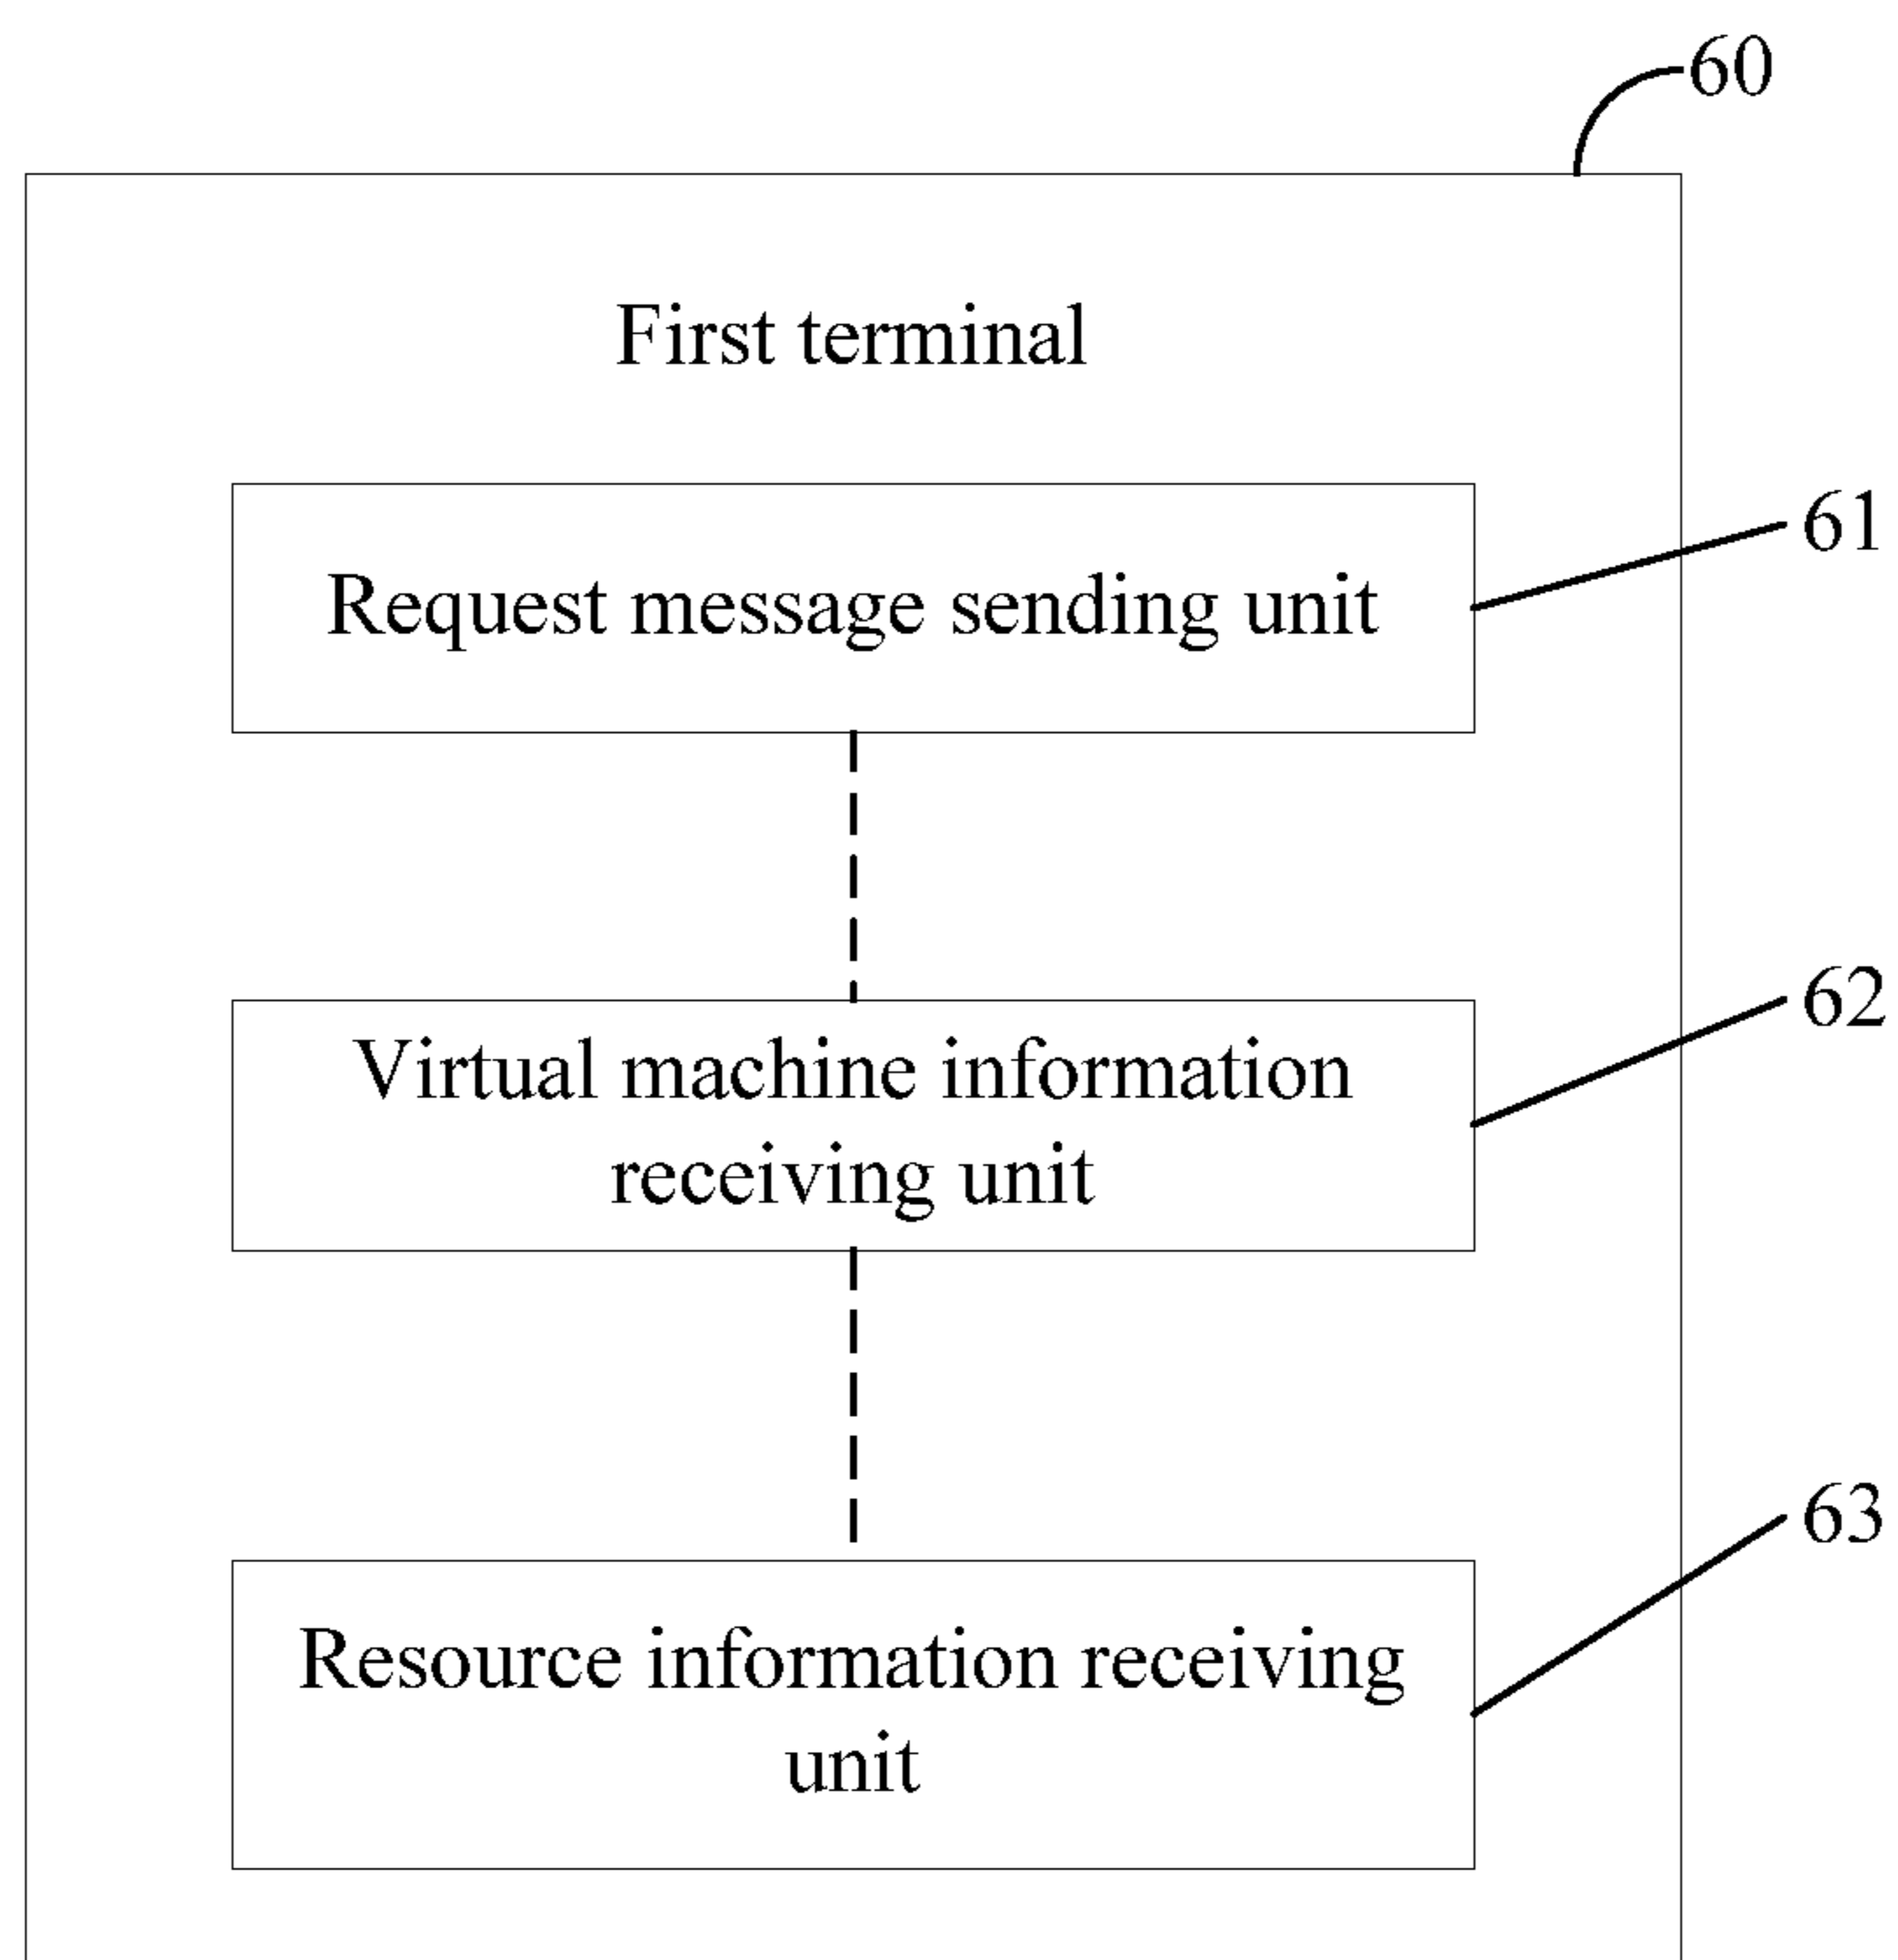 60
First terminal
61
Request message sending unit
62
Virtual machine information
receiving unit
63
Resource information receiving
unit